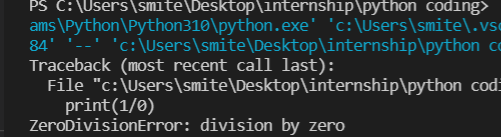 PS C:\Users\smite\Desktop\internship\python coding>
ams\Python\Python310\python.exe' 'c:\Users\smite\.vsc
84' '--' 'c:\Users\smite\Desktop\internship\python co
Traceback (most recent call last):
File "c:\Users\smite\Desktop\internship\python codi
print(1/0)
ZeroDivisionError: division by zero